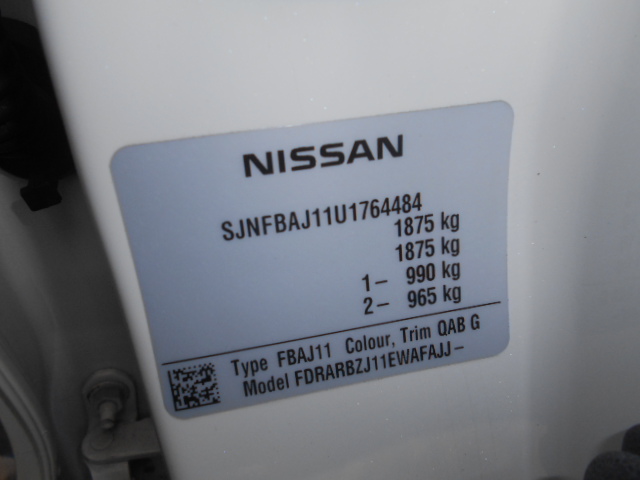 NISSAN
SJNFBAJ11U1764484
1875 kg
1875 kg
1– 990 kg
2– 965 kg
Type FBAJ11 Colour, Trim QAB G
Model FDRARBZJ11EWAFAJJ–